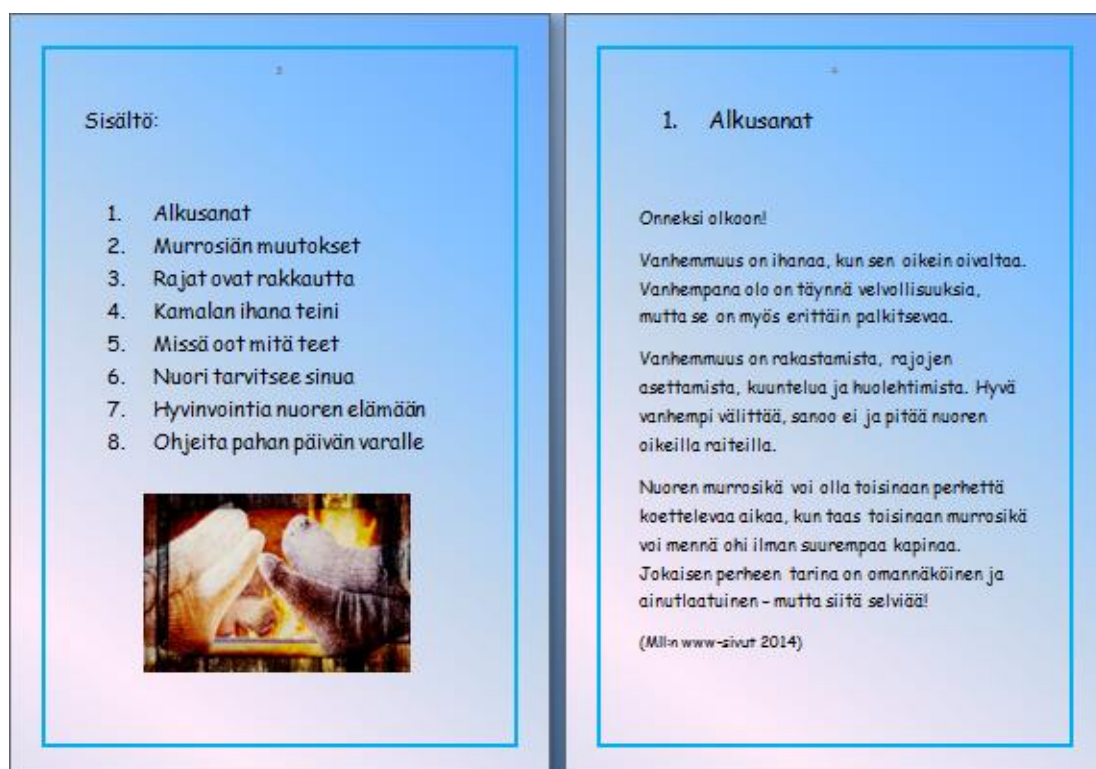 3
Sisältö:
1. Alkusanat
2. Murrosiän muutokset
3. Rajat ovat rakkautta
4. Kamalan ihana teini
5. Missä oot mitä teet
6. Nuori tarvitsee sinua
7. Hyvinvointia nuoren elämään
8. Ohjeita pahan päivän varalle
4
1. Alkusanat
Onneksi olkoon!
Vanhemmuus on ihanaa, kun sen oikein oivaltaa.
Vanhempana olo on täynnä velvollisuuksia,
mutta se on myös erittäin palkitsevaa.
Vanhemmuus on rakastamista, rajojen
asettamista, kuuntelua ja huolehtimista. Hyvä
vanhempi välittää, sanoo ei ja pitää nuoren
oikeilla raiteilla.
Nuoren murrosikä voi olla toisinaan perhettä
koettelevaa aikaa, kun taas toisinaan murrosikä
voi mennä ohi ilman suurempaa kapinaa.
Jokaisen perheen tarina on omannäköinen ja
ainutlaatuinen – mutta siitä selviää!
(Mll:n www-sivut 2014)